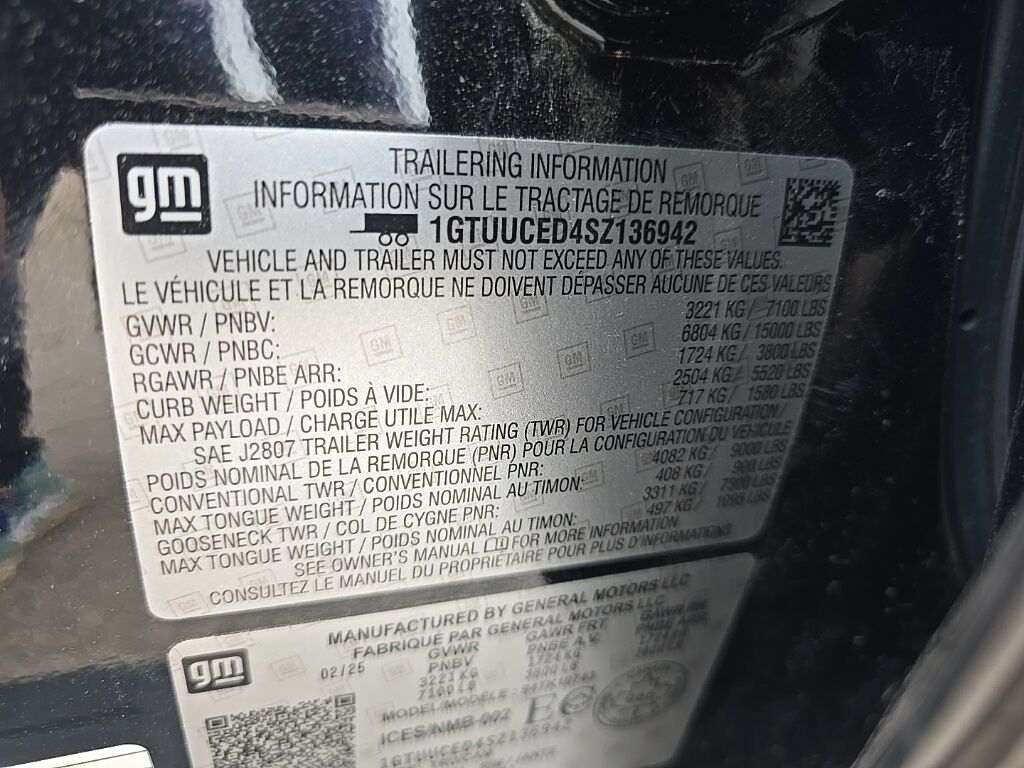 gm
TRAILERING INFORMATION
INFORMATION SUR LE TRACTAGE DE REMORQUE
1GTUUCED4SZ136942
VEHICLE AND TRAILER MUST NOT EXCEED ANY OF THESE VALUES.
LE VÉHICULE ET LA REMORQUE NE DOIVENT DÉPASSER AUCUNE DE CES VALEURS
GVWR / PNBV: 3221 KG / 7100 LBS
GCWR / PNBC: 6804 KG / 15000 LBS
RGAWR / PNBE ARR: 1724 KG / 3800 LBS
CURB WEIGHT / POIDS À VIDE: 2504 KG / 5520 LBS
MAX PAYLOAD / CHARGE UTILE MAX: 717 KG / 1580 LBS
SAE J2807 TRAILER WEIGHT RATING (TWR) FOR VEHICLE CONFIGURATION /
POIDS NOMINAL DE LA REMORQUE (PNR) POUR LA CONFIGURATION DU VÉHICULE
CONVENTIONAL TWR / CONVENTIONNEL PNR: 4082 KG / 9000 LBS
MAX TONGUE WEIGHT / POIDS NOMINAL AU TIMON: 408 KG / 900 LBS
GOOSENECK TWR / COL DE CYGNE PNR: 3311 KG / 7300 LBS
MAX TONGUE WEIGHT / POIDS NOMINAL AU TIMON: 497 KG / 1095 LBS
SEE OWNER'S MANUAL FOR MORE INFORMATION
CONSULTEZ LE MANUEL DU PROPRIÉTAIRE POUR PLUS D'INFORMATIONS
gm
MANUFACTURED BY GENERAL MOTORS LLC
FABRIQUÉ PAR GENERAL MOTORS LLC
02/25
GVWR GAWR FRT GAWR RR
PNBV PNBE A.V. PNBE ARR
3221 KG 1724 KG 1724 KG
7100 LB 3800 LB 3800 LB
MODEL/MODÈLE:
ICES/NMB-002 E
1GTUUCED4SZ136942